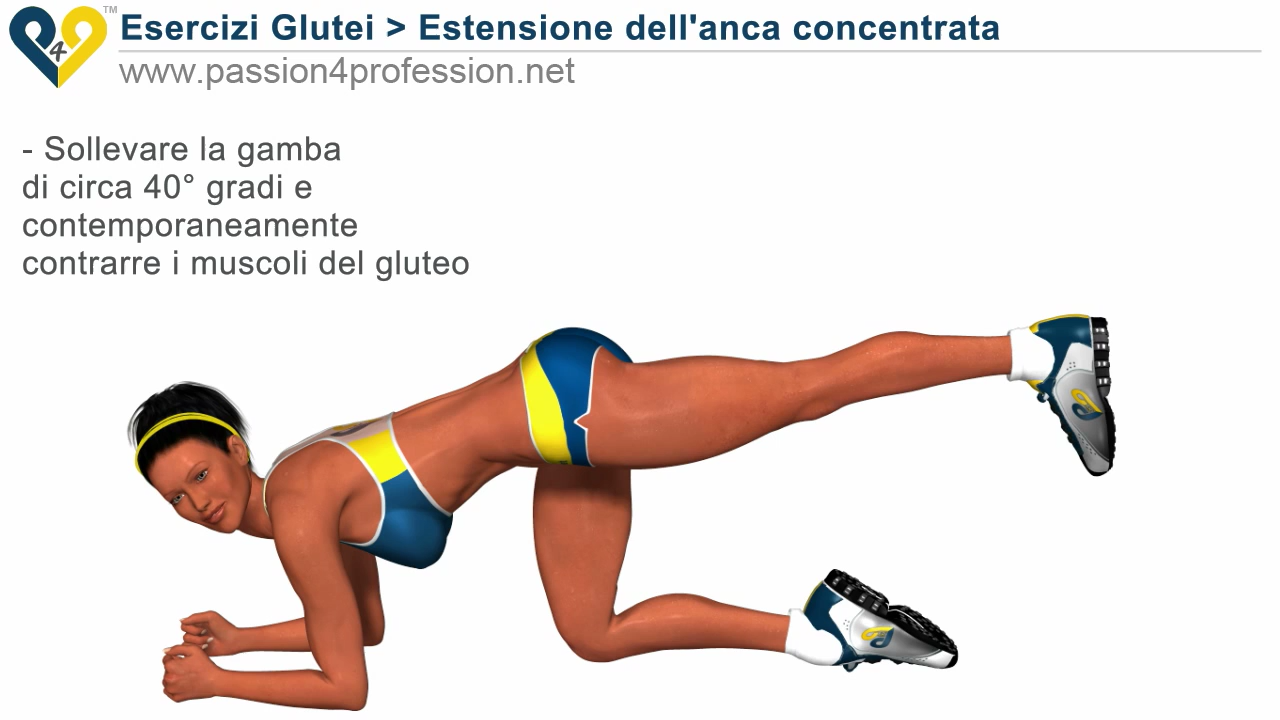 P4P™
Esercizi Glutei > Estensione dell'anca concentrata
www.passion4profession.net
- Sollevare la gamba
di circa 40° gradi e
contemporaneamente
contrarre i muscoli del gluteo